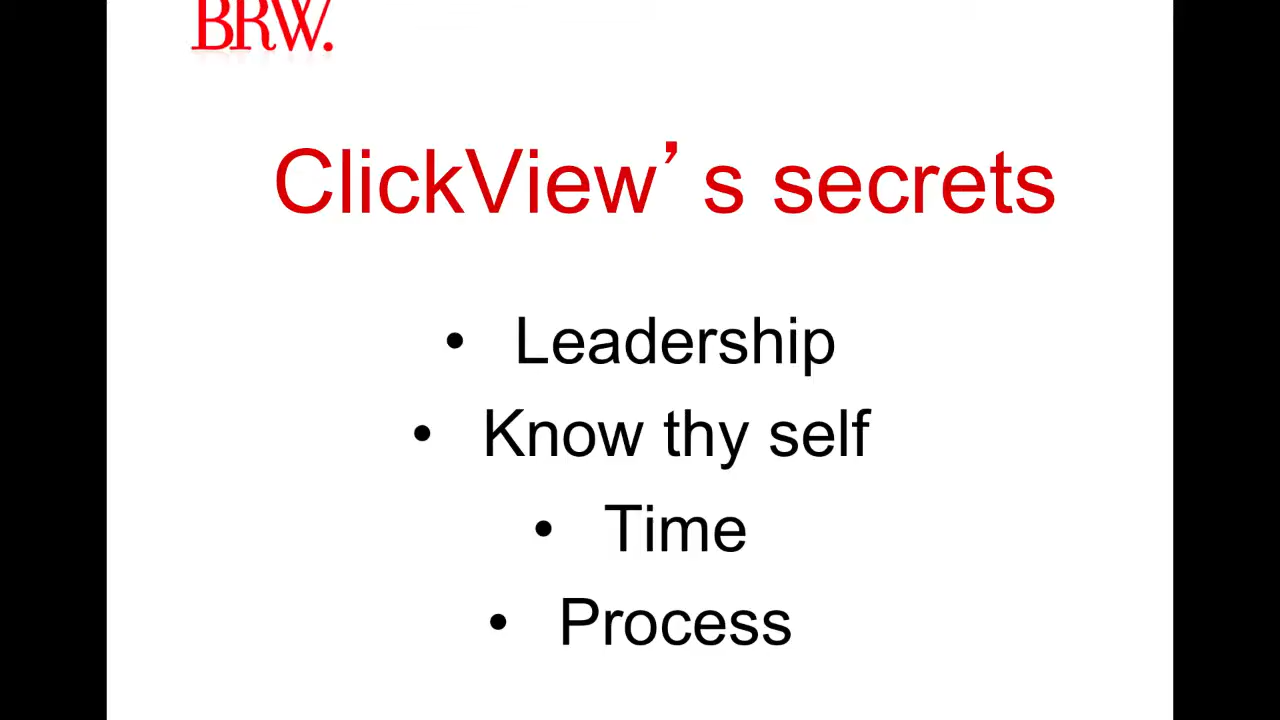 BRW.
ClickView’s secrets
• Leadership
• Know thy self
• Time
• Process